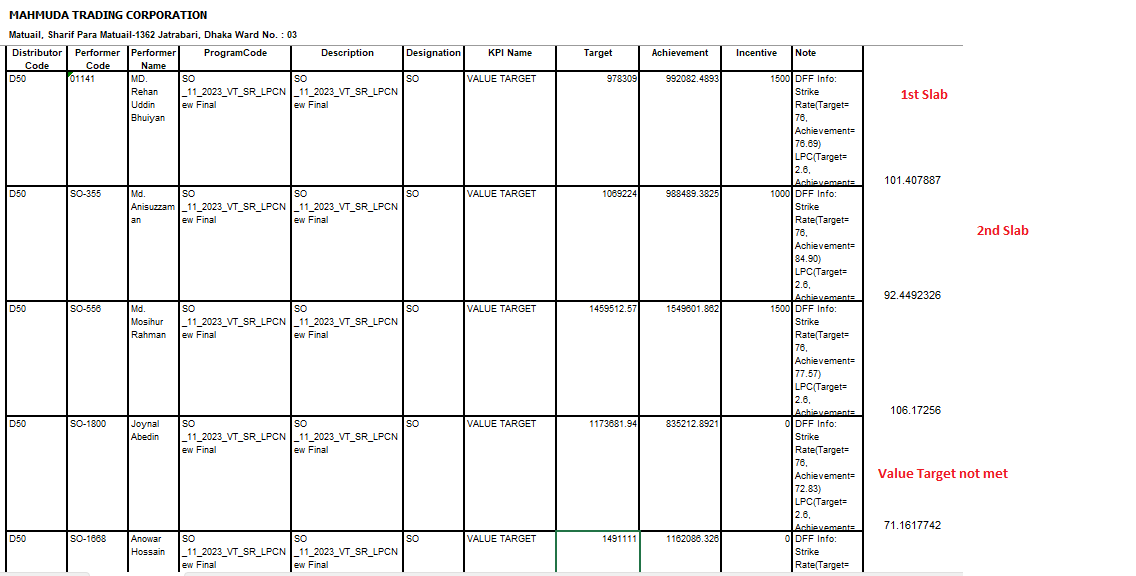 MAHMUDA TRADING CORPORATION
Matuail, Sharif Para Matuail-1362 Jatrabari, Dhaka Ward No. : 03
Distributor Code Performer Code Performer Name ProgramCode Description Designation KPI Name Target Achievement Incentive Note
D50 01141 MD. SO SO SO VALUE TARGET 978309 992082.4893 1500 DFF Info:
Rehan _11_2023_VT_SR_LPCN _11_2023_VT_SR_LPCN Strike 1st Slab
Uddin ew Final ew Final Rate(Target=
Bhuiyan 76,
Achievement=
76.69)
LPC(Target=
2.6,
Achievement= 101.407887
D50 SO-355 Md. SO SO SO VALUE TARGET 1069224 988489.3825 1000 DFF Info:
Anisuzzam _11_2023_VT_SR_LPCN _11_2023_VT_SR_LPCN Strike
an ew Final ew Final Rate(Target=
76, 2nd Slab
Achievement=
84.90)
LPC(Target=
2.6,
Achievement= 92.4492326
D50 SO-556 Md. SO SO SO VALUE TARGET 1459512.57 1549601.862 1500 DFF Info:
Mosihur _11_2023_VT_SR_LPCN _11_2023_VT_SR_LPCN Strike
Rahman ew Final ew Final Rate(Target=
76,
Achievement=
77.57)
LPC(Target=
2.6,
Achievement= 106.17256
D50 SO-1800 Joynal SO SO SO VALUE TARGET 1173681.94 835212.8921 0 DFF Info:
Abedin _11_2023_VT_SR_LPCN _11_2023_VT_SR_LPCN Strike
ew Final ew Final Rate(Target=
76,
Achievement= Value Target not met
72.83)
LPC(Target=
2.6,
Achievement= 71.1617742
D50 SO-1668 Anowar SO SO SO VALUE TARGET 1491111 1162086.326 0 DFF Info:
Hossain _11_2023_VT_SR_LPCN _11_2023_VT_SR_LPCN Strike
ew Final ew Final Rate(Target=